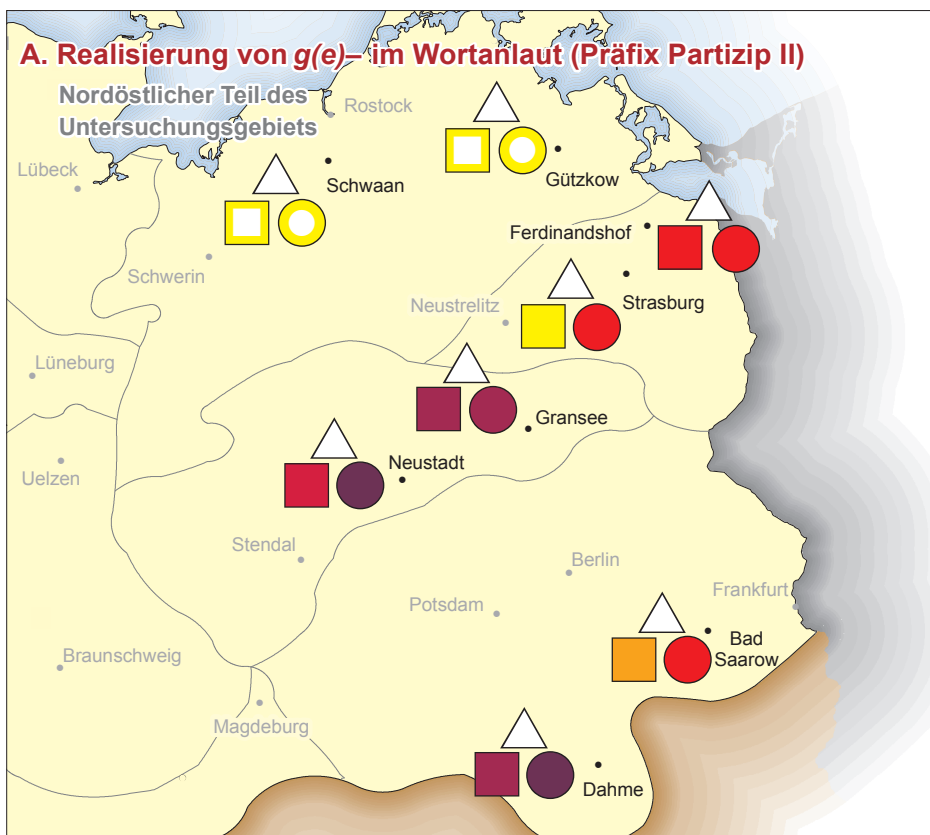 A. Realisierung von g(e)– im Wortanlaut (Präfix Partizip II)
Nordöstlicher Teil des
Untersuchungsgebiets
Rostock
Lübeck
Schwaan
Gützkow
Ferdinandshof
Schwerin
Strasburg
Neustrelitz
Lüneburg
Gransee
Neustadt
Uelzen
Stendal
Berlin
Frankfurt
Potsdam
Bad
Saarow
Braunschweig
Magdeburg
Dahme